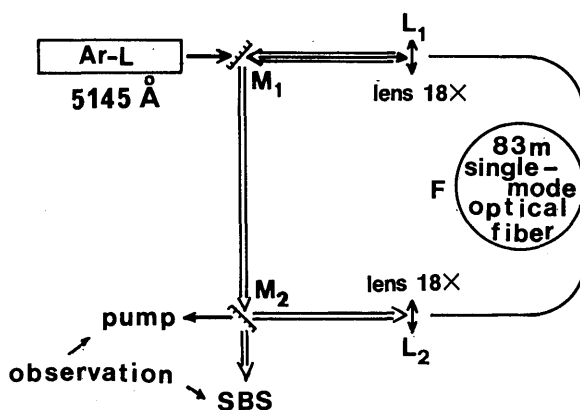 Ar-L
5145 Å
M₁
L₁
lens 18×
F
83m
single-
mode
optical
fiber
M₂
lens 18×
L₂
pump
observation
SBS